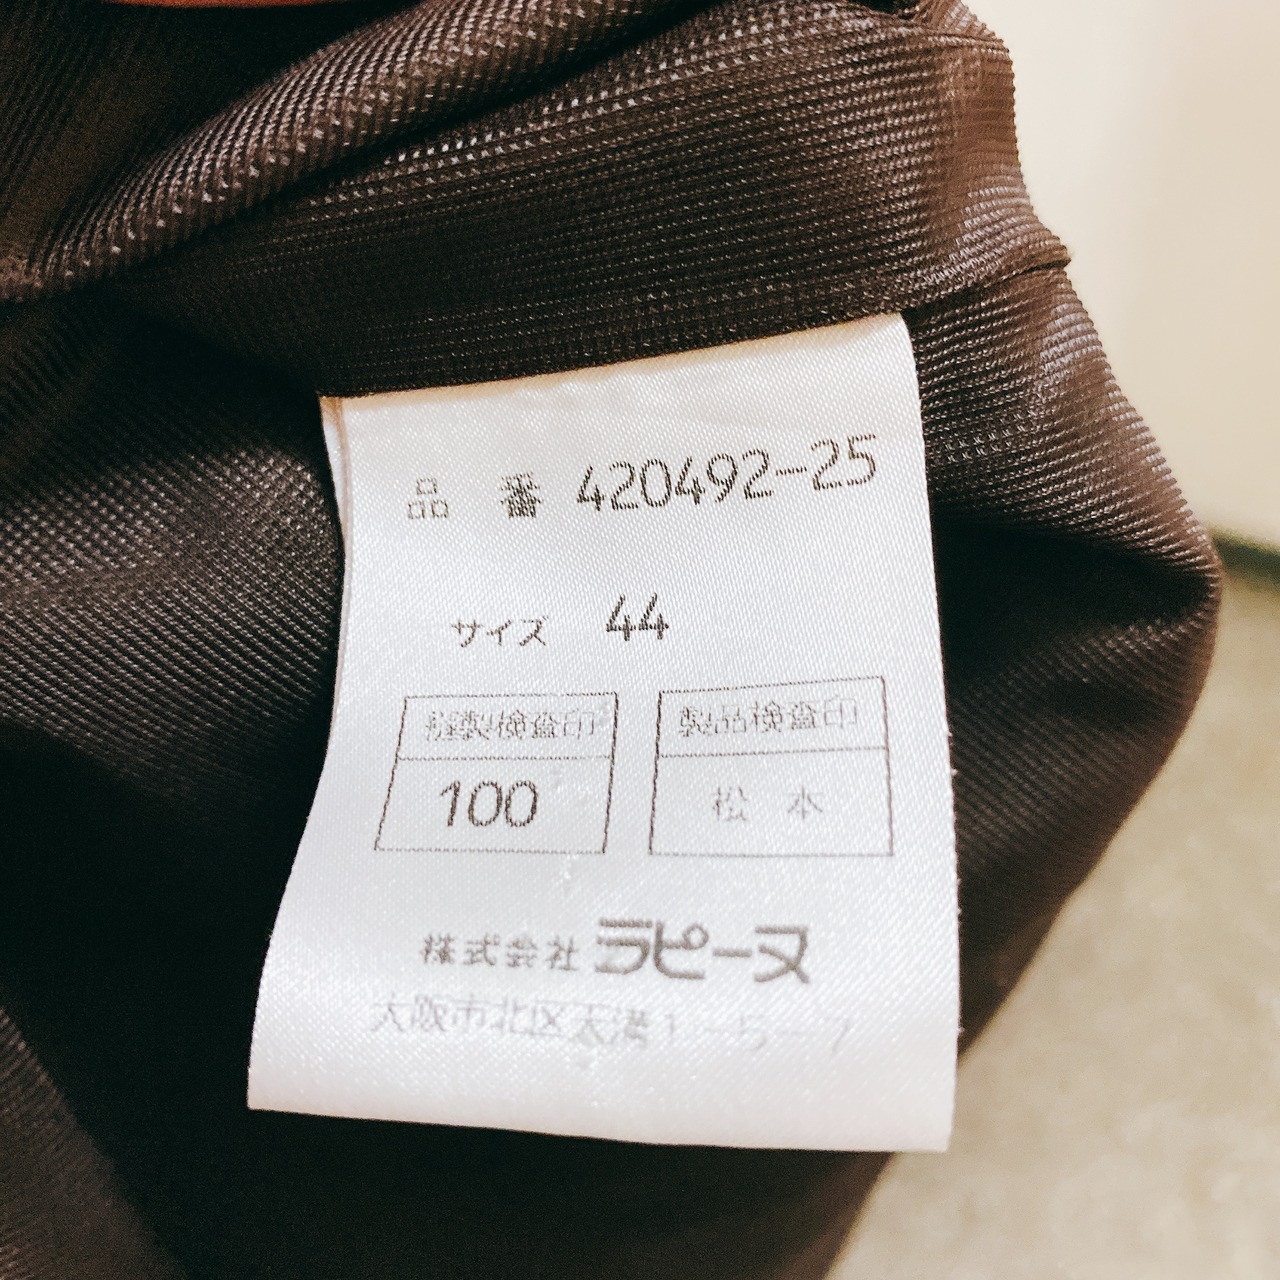 品 番 420492-25
サイズ 44
縫製検査印 製品検査印
100 松本
株式会社 ラピーヌ
大阪市北区天満1-5-7